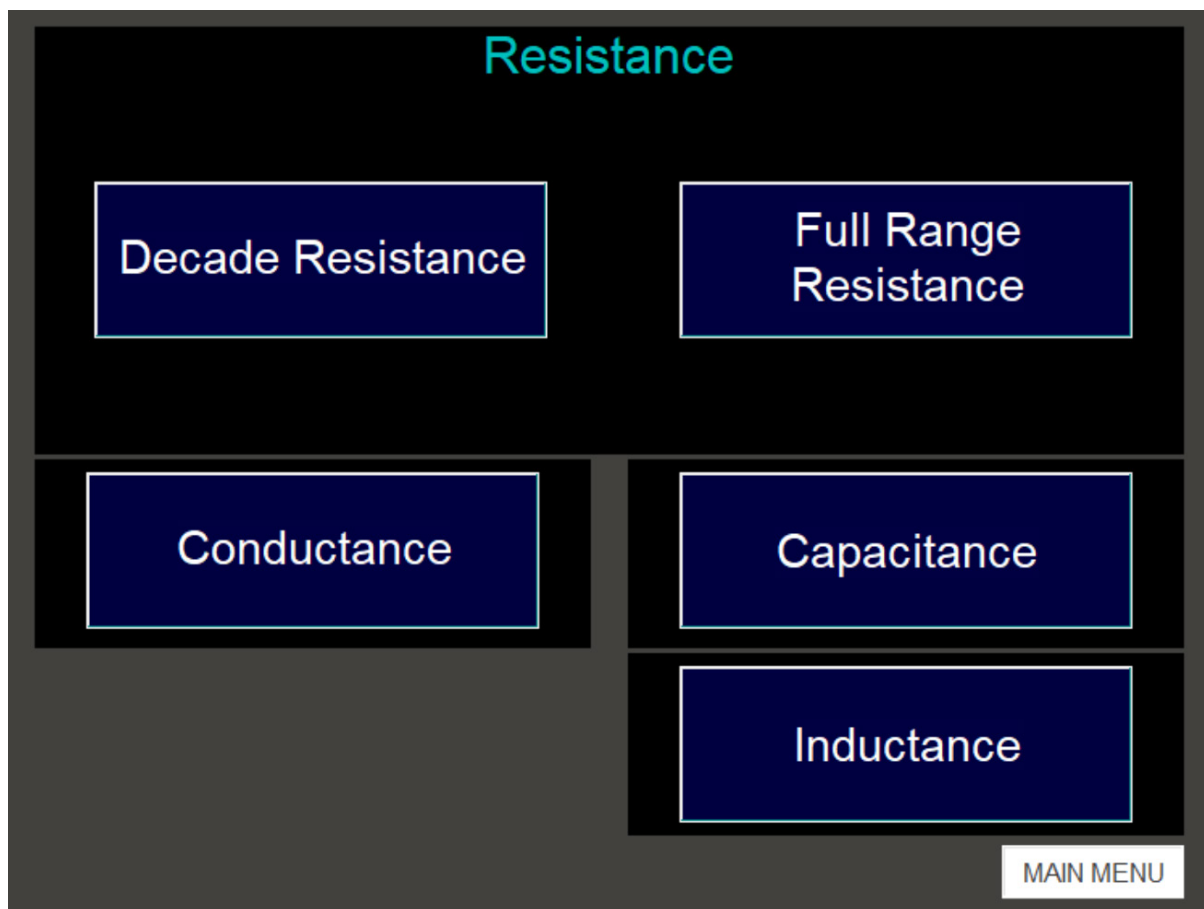 Resistance
Decade Resistance
Full Range
Resistance
Conductance
Capacitance
Inductance
MAIN MENU